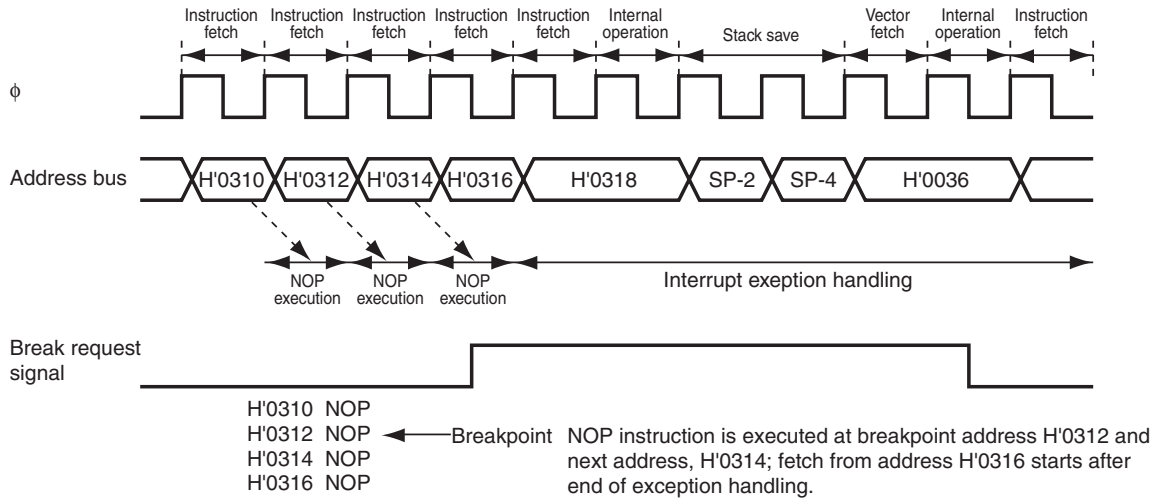 Instruction fetch
Instruction fetch
Instruction fetch
Instruction fetch
Instruction fetch
Internal operation
Stack save
Vector fetch
Internal operation
Instruction fetch
φ
Address bus
H'0310
H'0312
H'0314
H'0316
H'0318
SP-2
SP-4
H'0036
NOP execution
NOP execution
NOP execution
Interrupt exeption handling
Break request signal
H'0310 NOP
H'0312 NOP
Breakpoint
H'0314 NOP
H'0316 NOP
NOP instruction is executed at breakpoint address H'0312 and
next address, H'0314; fetch from address H'0316 starts after
end of exception handling.